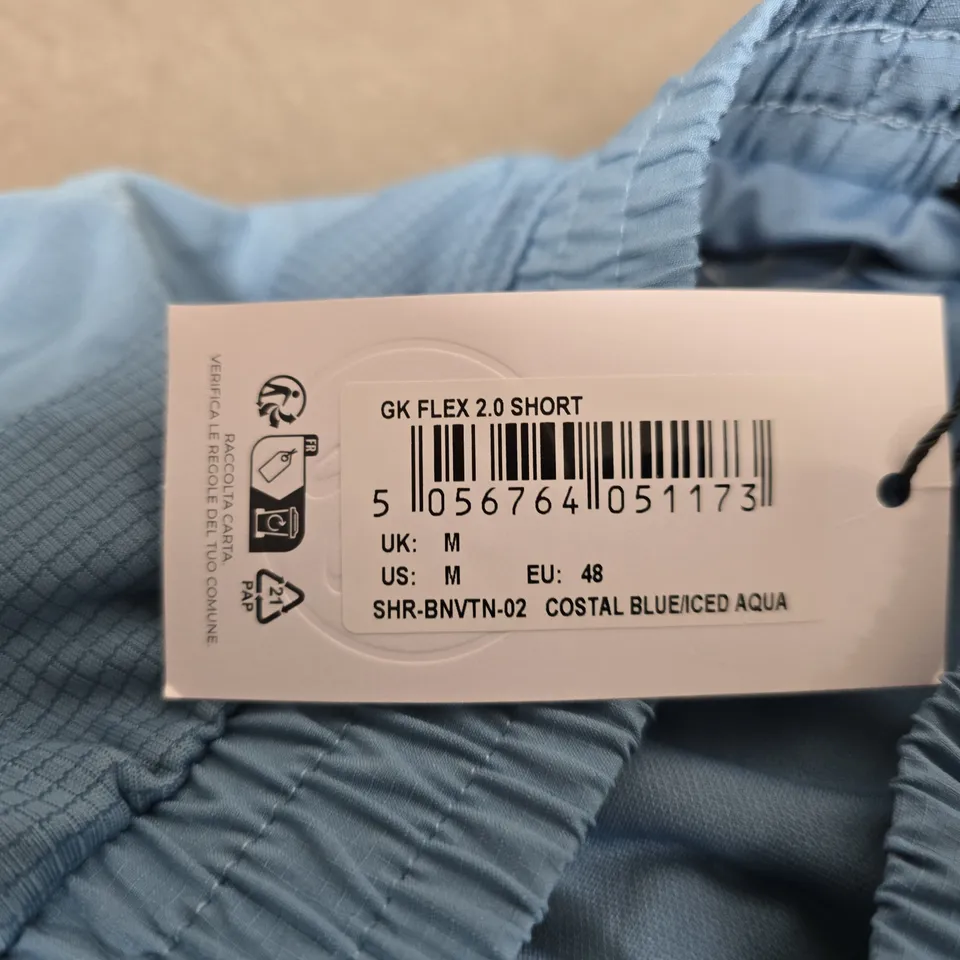 GK FLEX 2.0 SHORT
5 056764 051173
UK: M
US: M EU: 48
SHR-BNVTN-02 COSTAL BLUE/ICED AQUA
FR
21
PAP
RACCOLTA CARTA.
VERIFICA LE REGOLE DEL TUO COMUNE.